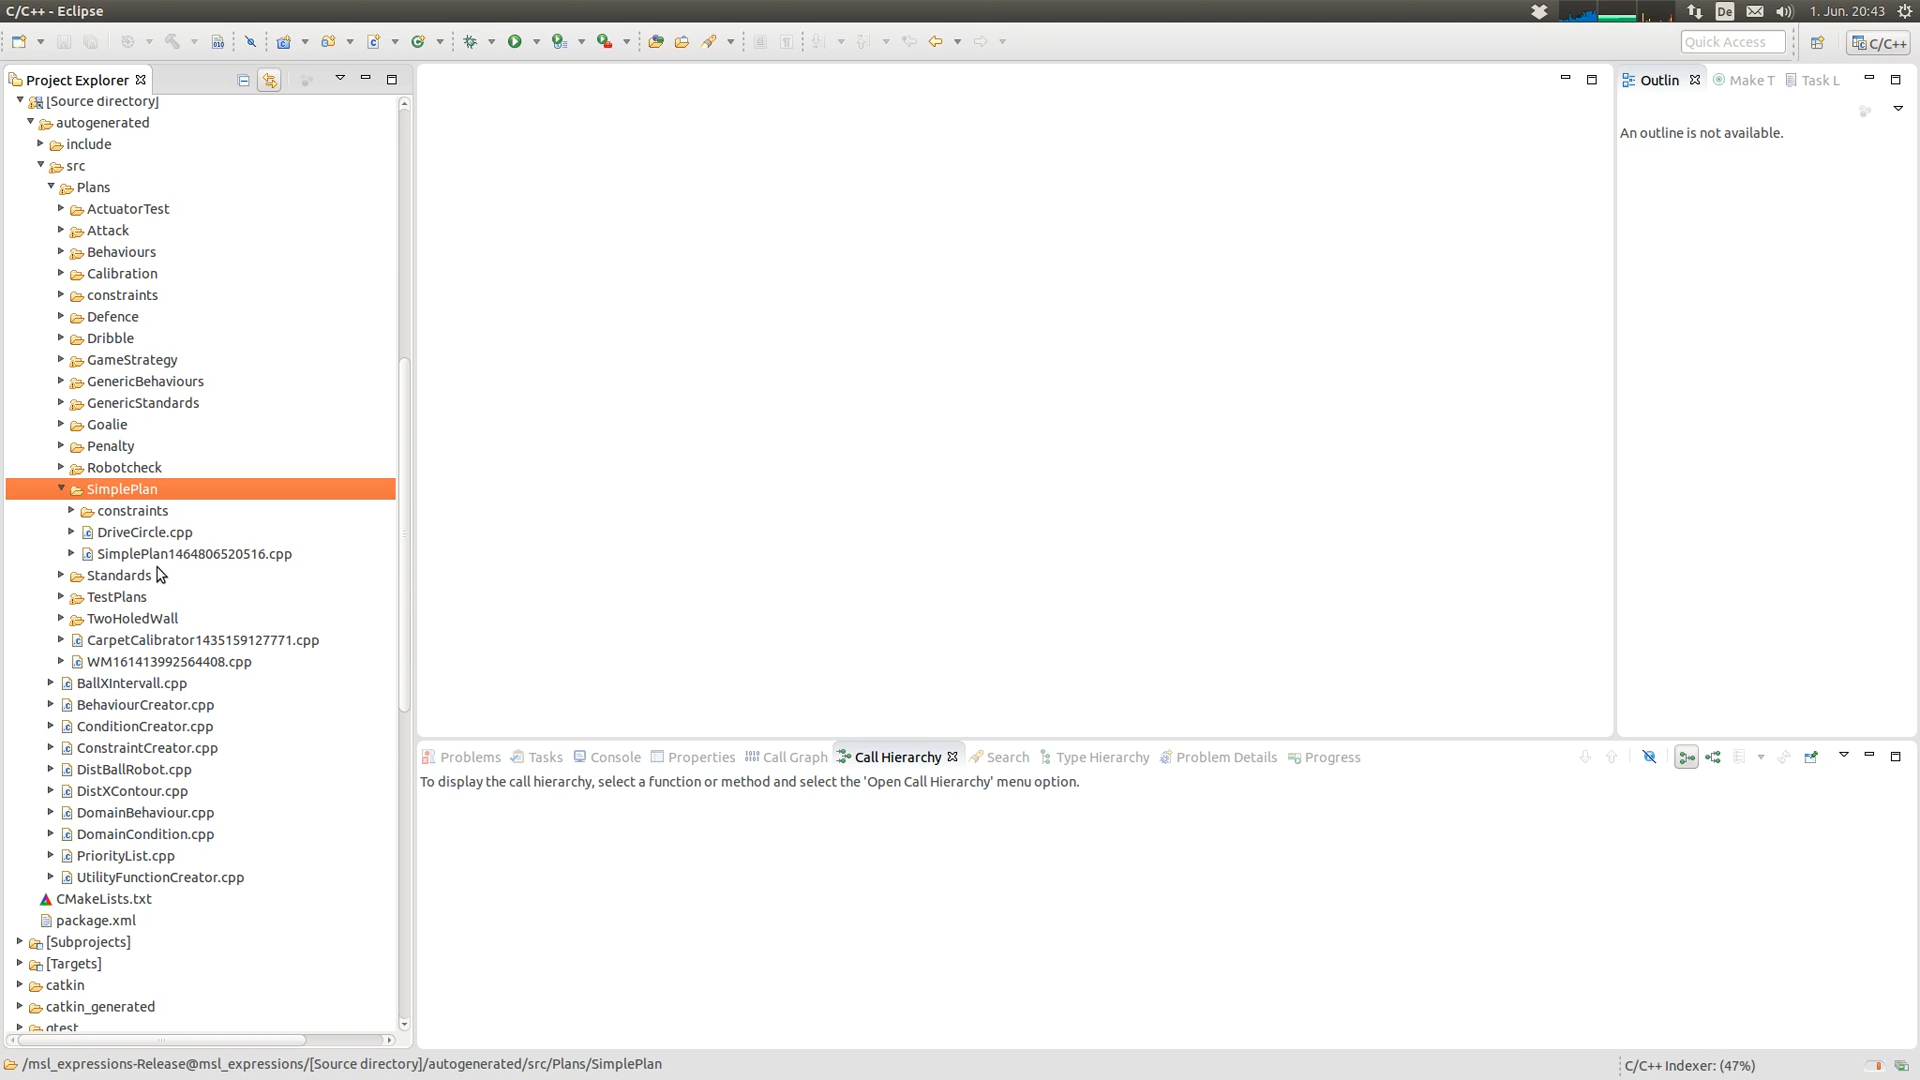 C/C++ - Eclipse
De
1. Jun. 20:43
Quick Access
C/C++
Project Explorer
[Source directory]
autogenerated
include
src
Plans
ActuatorTest
Attack
Behaviours
Calibration
constraints
Defence
Dribble
GameStrategy
GenericBehaviours
GenericStandards
Goalie
Penalty
Robotcheck
SimplePlan
constraints
DriveCircle.cpp
SimplePlan1464806520516.cpp
Standards
TestPlans
TwoHoledWall
CarpetCalibrator1435159127771.cpp
WM161413992564408.cpp
BallXIntervall.cpp
BehaviourCreator.cpp
ConditionCreator.cpp
ConstraintCreator.cpp
DistBallRobot.cpp
DistXContour.cpp
DomainBehaviour.cpp
DomainCondition.cpp
PriorityList.cpp
UtilityFunctionCreator.cpp
CMakeLists.txt
package.xml
[Subprojects]
[Targets]
catkin
catkin_generated
gtest
Outlin Make T Task L
An outline is not available.
Problems Tasks Console Properties Call Graph Call Hierarchy Search Type Hierarchy Problem Details Progress
To display the call hierarchy, select a function or method and select the 'Open Call Hierarchy' menu option.
/msl_expressions-Release@msl_expressions/[Source directory]/autogenerated/src/Plans/SimplePlan
C/C++ Indexer: (47%)